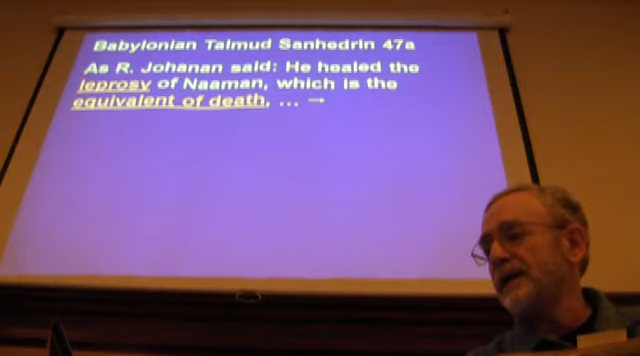 Babylonian Talmud Sanhedrin 47a
As R. Johanan said: He healed the
leprosy of Naaman, which is the
equivalent of death, ... →